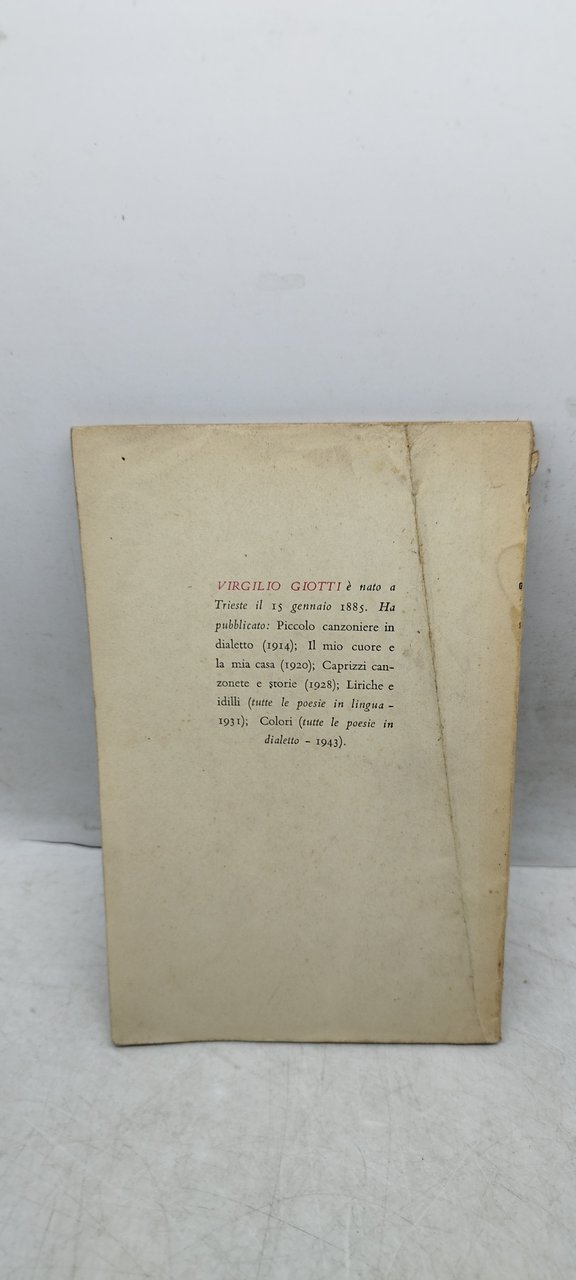 VIRGILIO GIOTTI è nato a
Trieste il 15 gennaio 1885. Ha
pubblicato: Piccolo canzoniere in
dialetto (1914); Il mio cuore e
la mia casa (1920); Caprizzi can-
zonete e storie (1928); Liriche e
idilli (tutte le poesie in lingua -
1931); Colori (tutte le poesie in
dialetto - 1943).